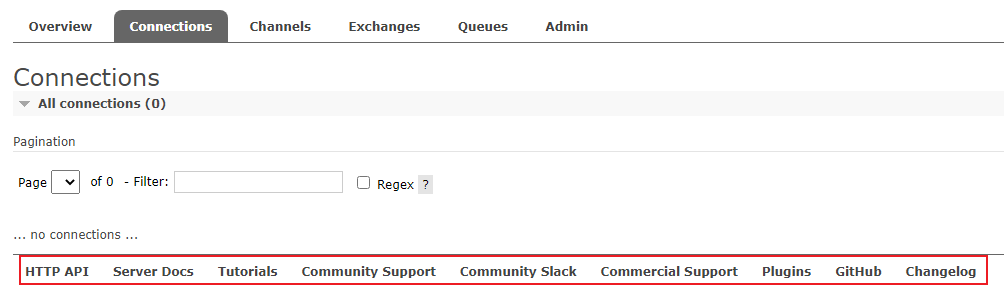 Overview Connections Channels Exchanges Queues Admin
Connections
All connections (0)
Pagination
Page of 0 - Filter: Regex ?
... no connections ...
HTTP API Server Docs Tutorials Community Support Community Slack Commercial Support Plugins GitHub Changelog